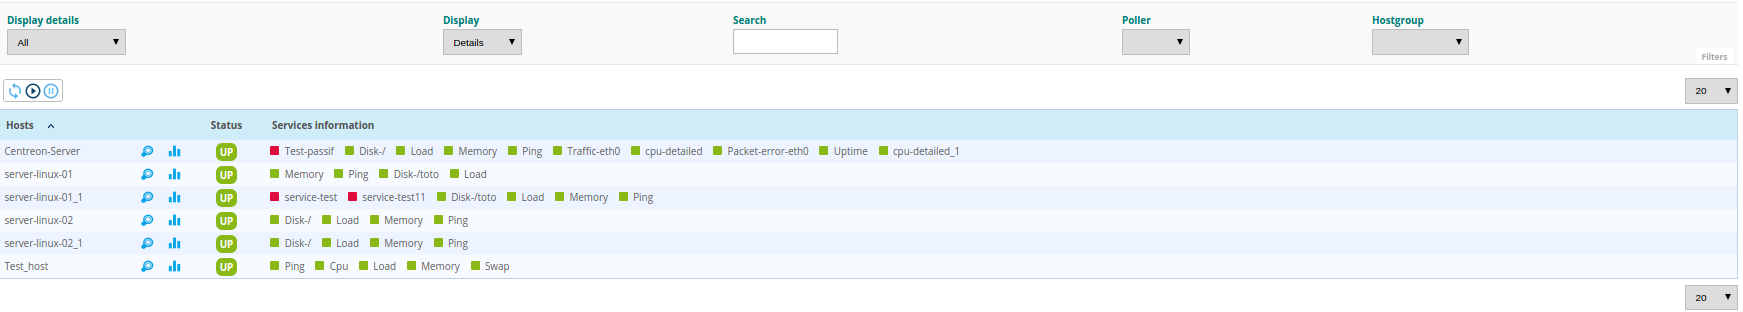 Display details Display Search Poller Hostgroup
All Details
Filters
20
Hosts Status Services information
Centreon-Server UP Test-passif Disk-/ Load Memory Ping Traffic-eth0 cpu-detailed Packet-error-eth0 Uptime cpu-detailed_1
server-linux-01 UP Memory Ping Disk-/toto Load
server-linux-01_1 UP service-test service-test11 Disk-/toto Load Memory Ping
server-linux-02 UP Disk-/ Load Memory Ping
server-linux-02_1 UP Disk-/ Load Memory Ping
Test_host UP Ping Cpu Load Memory Swap
20